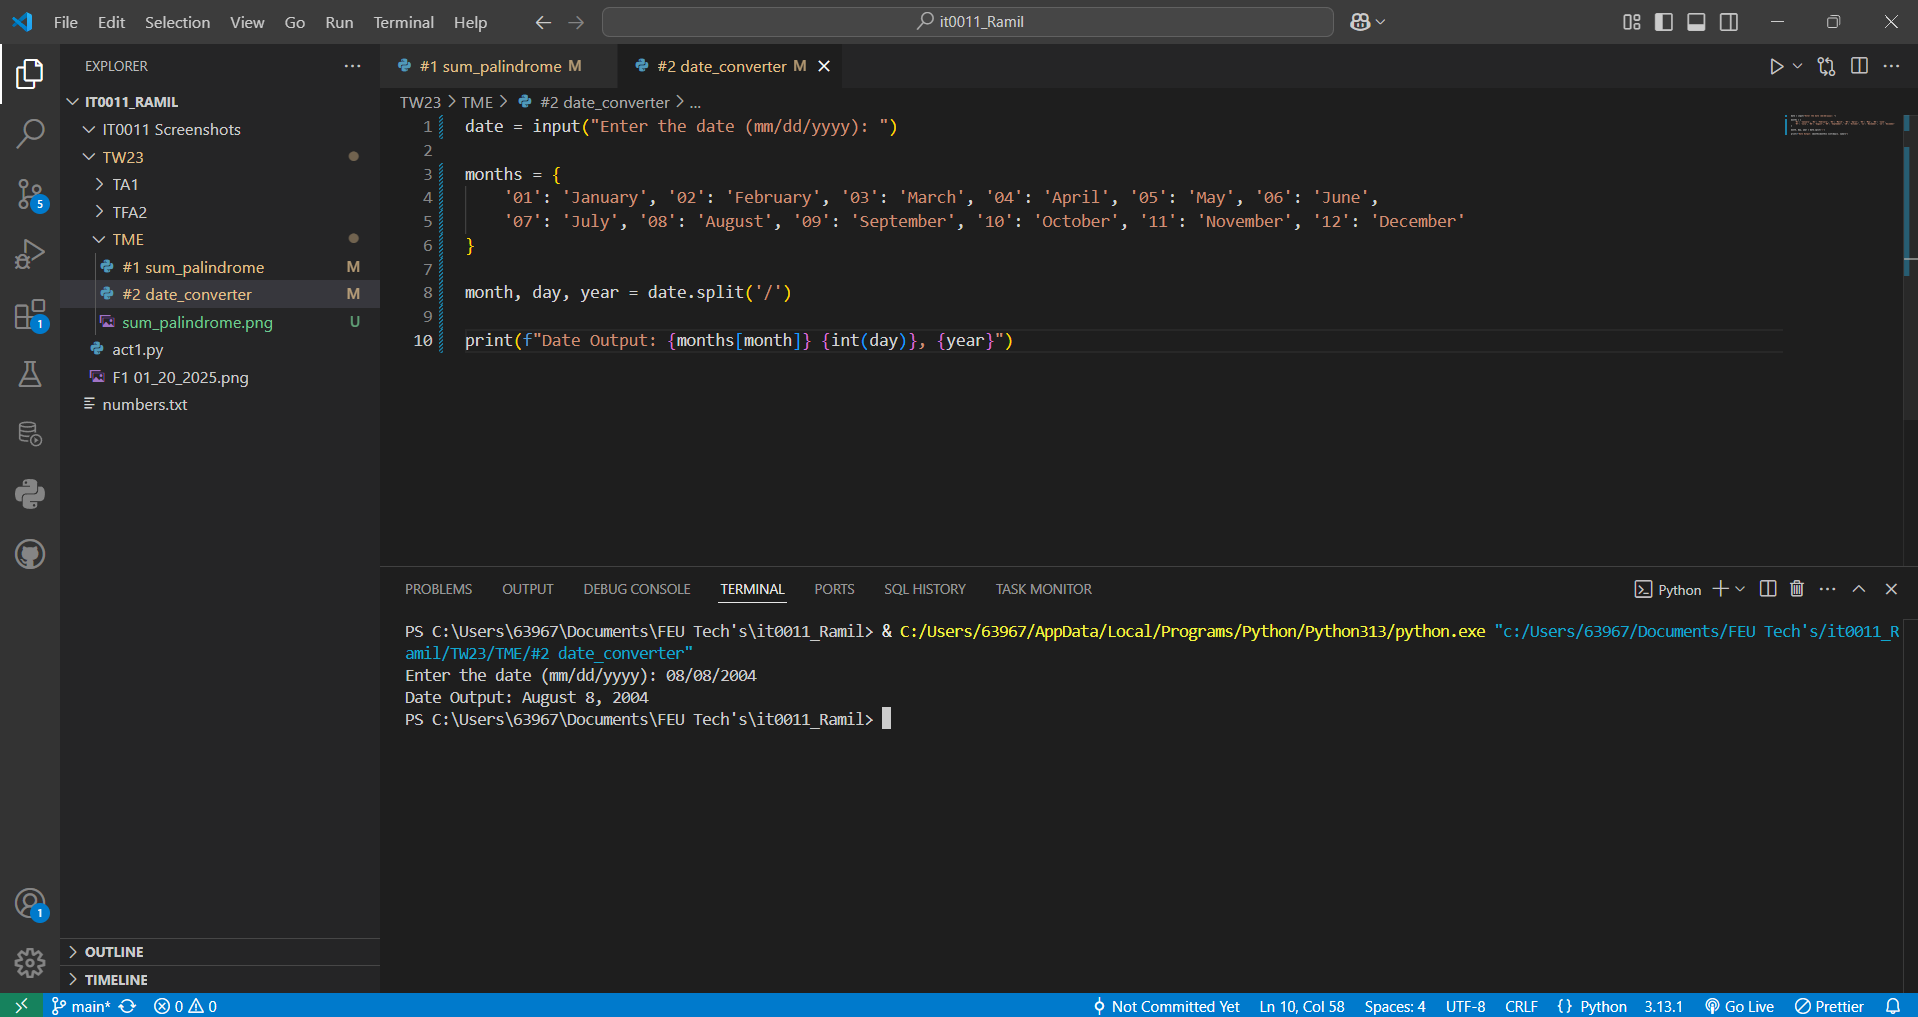 File Edit Selection View Go Run Terminal Help
it0011_Ramil
EXPLORER
IT0011_RAMIL
IT0011 Screenshots
TW23
TA1
TFA2
TME
#1 sum_palindrome M
#2 date_converter M
sum_palindrome.png U
act1.py
F1 01_20_2025.png
numbers.txt
OUTLINE
TIMELINE
5
1
1
#1 sum_palindrome M
#2 date_converter M
TW23 > TME > #2 date_converter > ...
1 date = input("Enter the date (mm/dd/yyyy): ")
2
3 months = {
4 '01': 'January', '02': 'February', '03': 'March', '04': 'April', '05': 'May', '06': 'June',
5 '07': 'July', '08': 'August', '09': 'September', '10': 'October', '11': 'November', '12': 'December'
6 }
7
8 month, day, year = date.split('/')
9
10 print(f"Date Output: {months[month]} {int(day)}, {year}")
PROBLEMS OUTPUT DEBUG CONSOLE TERMINAL PORTS SQL HISTORY TASK MONITOR
Python
PS C:\Users\63967\Documents\FEU Tech's\it0011_Ramil> & C:/Users/63967/AppData/Local/Programs/Python/Python313/python.exe "c:/Users/63967/Documents/FEU Tech's/it0011_R
amil/TW23/TME/#2 date_converter"
Enter the date (mm/dd/yyyy): 08/08/2004
Date Output: August 8, 2004
PS C:\Users\63967\Documents\FEU Tech's\it0011_Ramil>
main* 0 0
Not Committed Yet Ln 10, Col 58 Spaces: 4 UTF-8 CRLF {} Python 3.13.1 Go Live Prettier